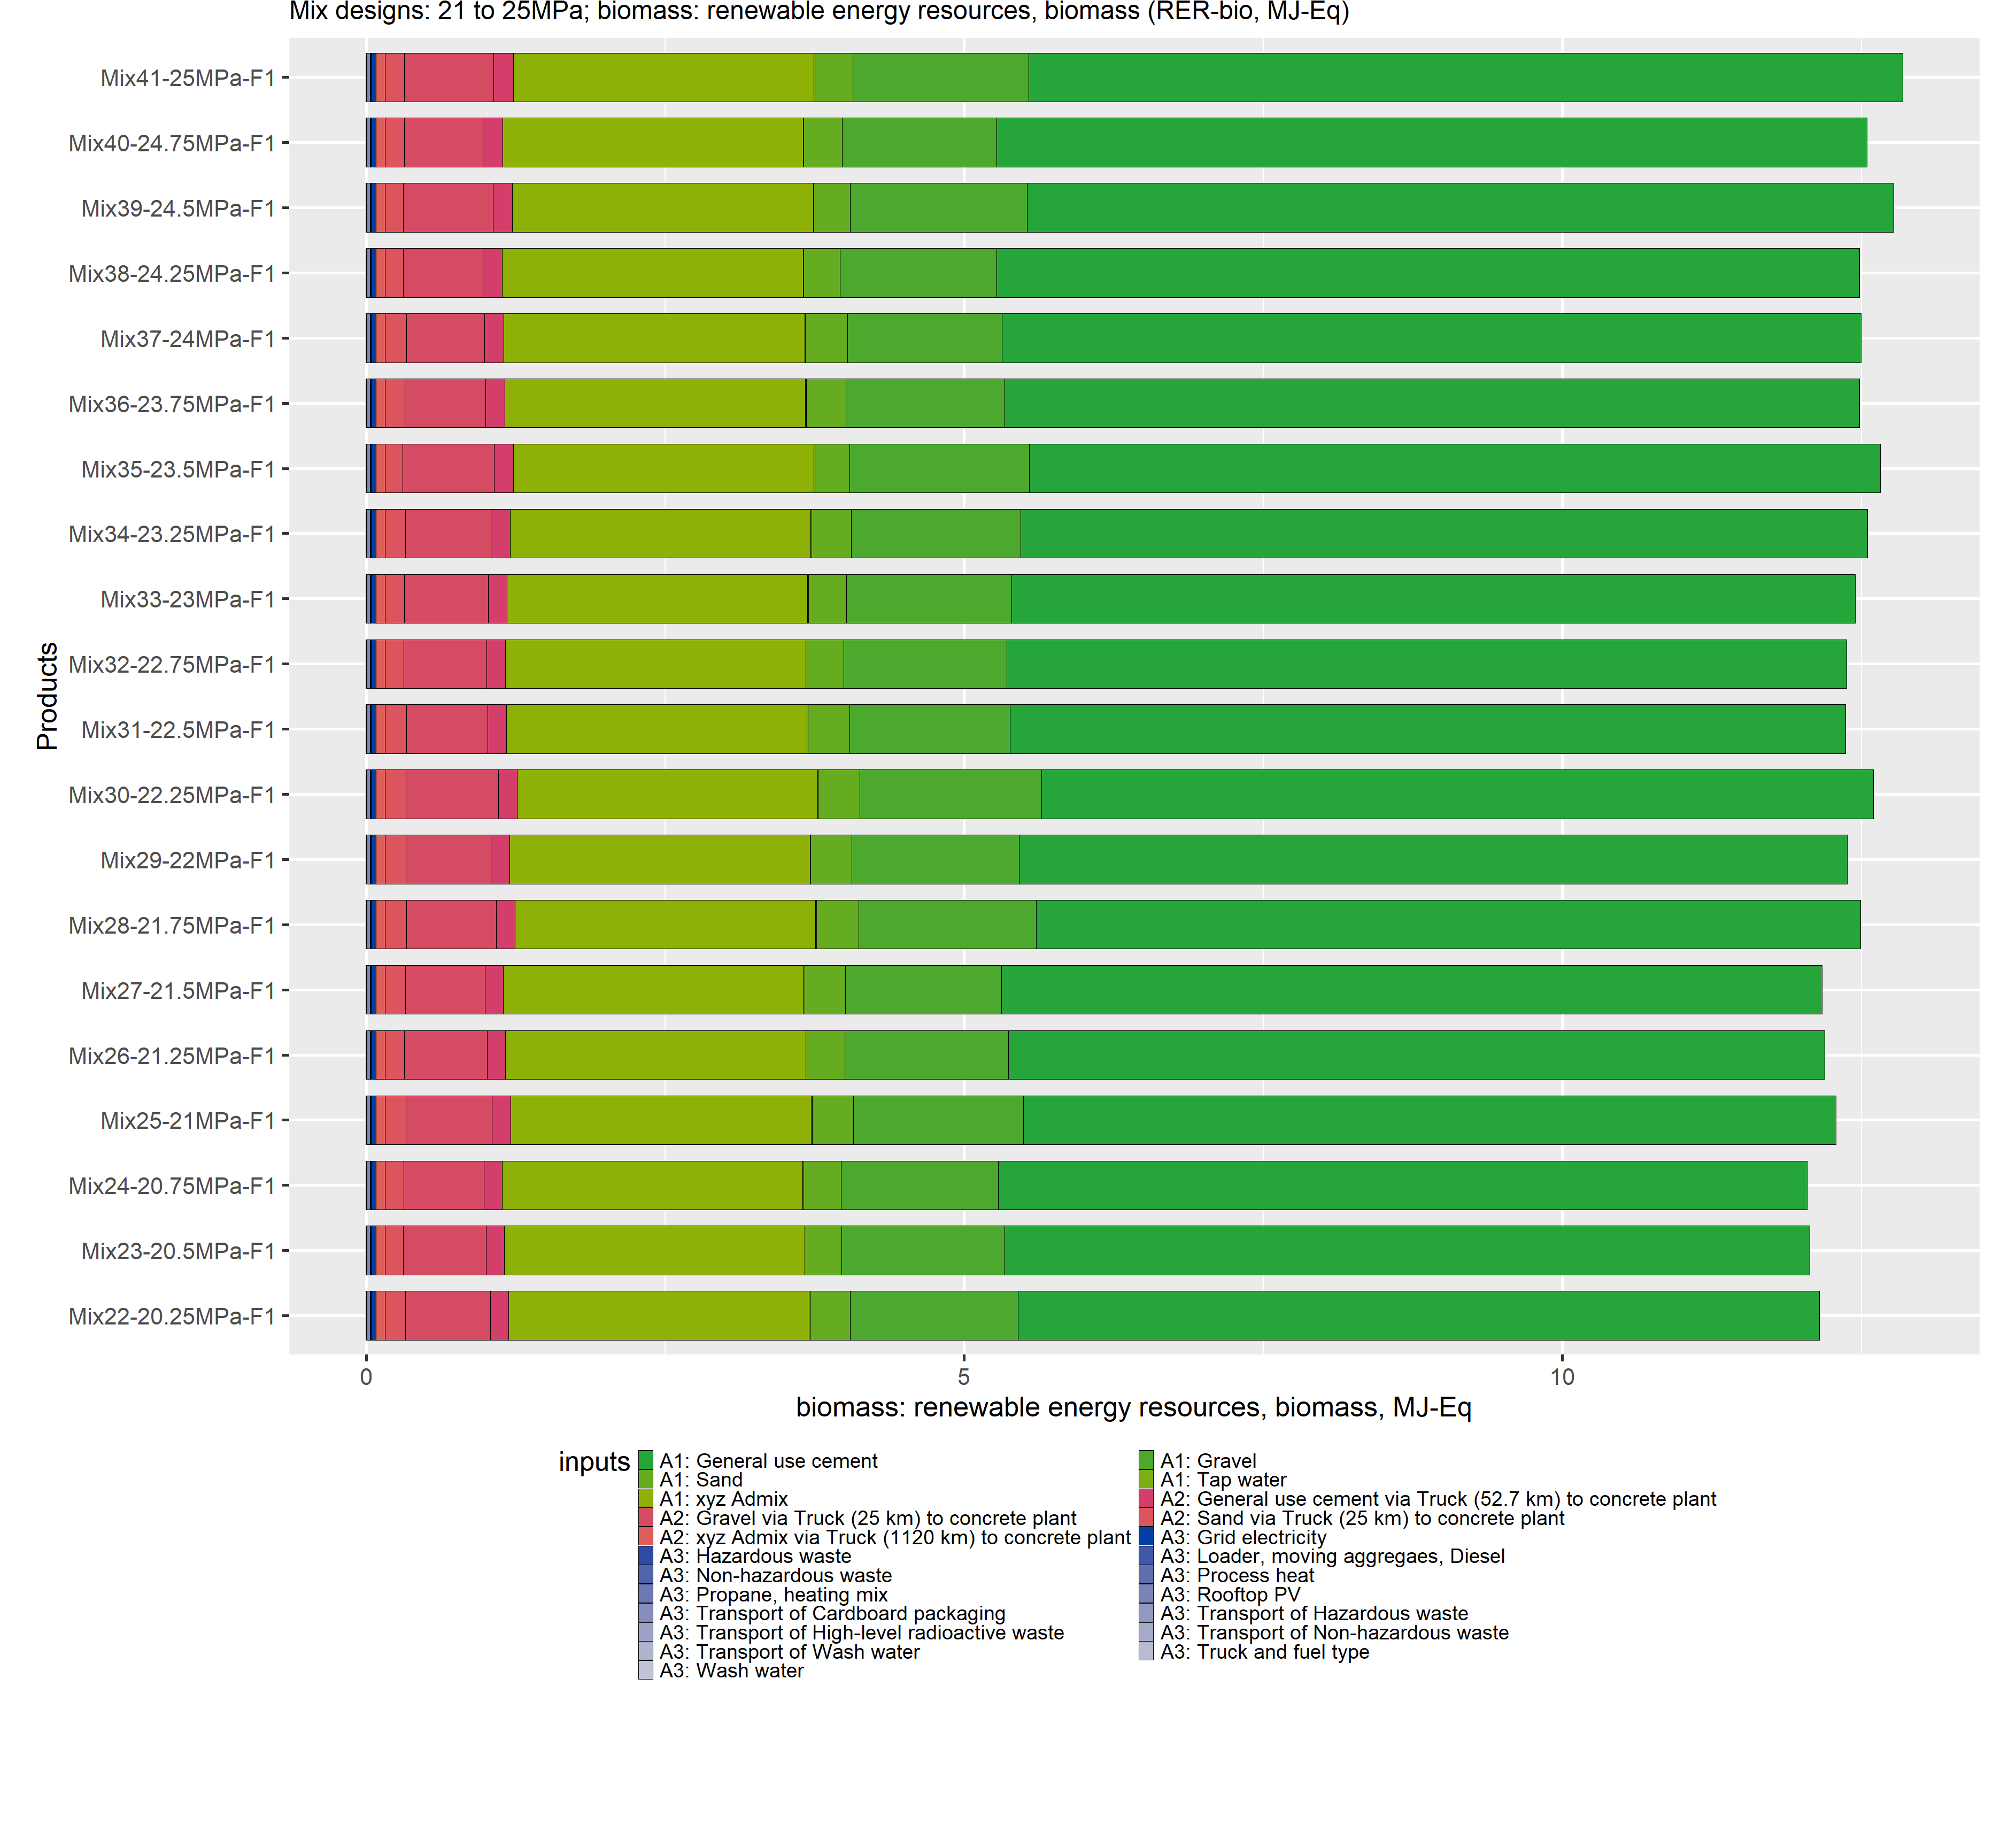 Mix designs: 21 to 25MPa; biomass: renewable energy resources, biomass (RER-bio, MJ-Eq)
Products
Mix41-25MPa-F1
Mix40-24.75MPa-F1
Mix39-24.5MPa-F1
Mix38-24.25MPa-F1
Mix37-24MPa-F1
Mix36-23.75MPa-F1
Mix35-23.5MPa-F1
Mix34-23.25MPa-F1
Mix33-23MPa-F1
Mix32-22.75MPa-F1
Mix31-22.5MPa-F1
Mix30-22.25MPa-F1
Mix29-22MPa-F1
Mix28-21.75MPa-F1
Mix27-21.5MPa-F1
Mix26-21.25MPa-F1
Mix25-21MPa-F1
Mix24-20.75MPa-F1
Mix23-20.5MPa-F1
Mix22-20.25MPa-F1
0 5 10
biomass: renewable energy resources, biomass, MJ-Eq
inputs
A1: General use cement A1: Gravel
A1: Sand A1: Tap water
A1: xyz Admix A2: General use cement via Truck (52.7 km) to concrete plant
A2: Gravel via Truck (25 km) to concrete plant A2: Sand via Truck (25 km) to concrete plant
A2: xyz Admix via Truck (1120 km) to concrete plant A3: Grid electricity
A3: Hazardous waste A3: Loader, moving aggregaes, Diesel
A3: Non-hazardous waste A3: Process heat
A3: Propane, heating mix A3: Rooftop PV
A3: Transport of Cardboard packaging A3: Transport of Hazardous waste
A3: Transport of High-level radioactive waste A3: Transport of Non-hazardous waste
A3: Transport of Wash water A3: Truck and fuel type
A3: Wash water